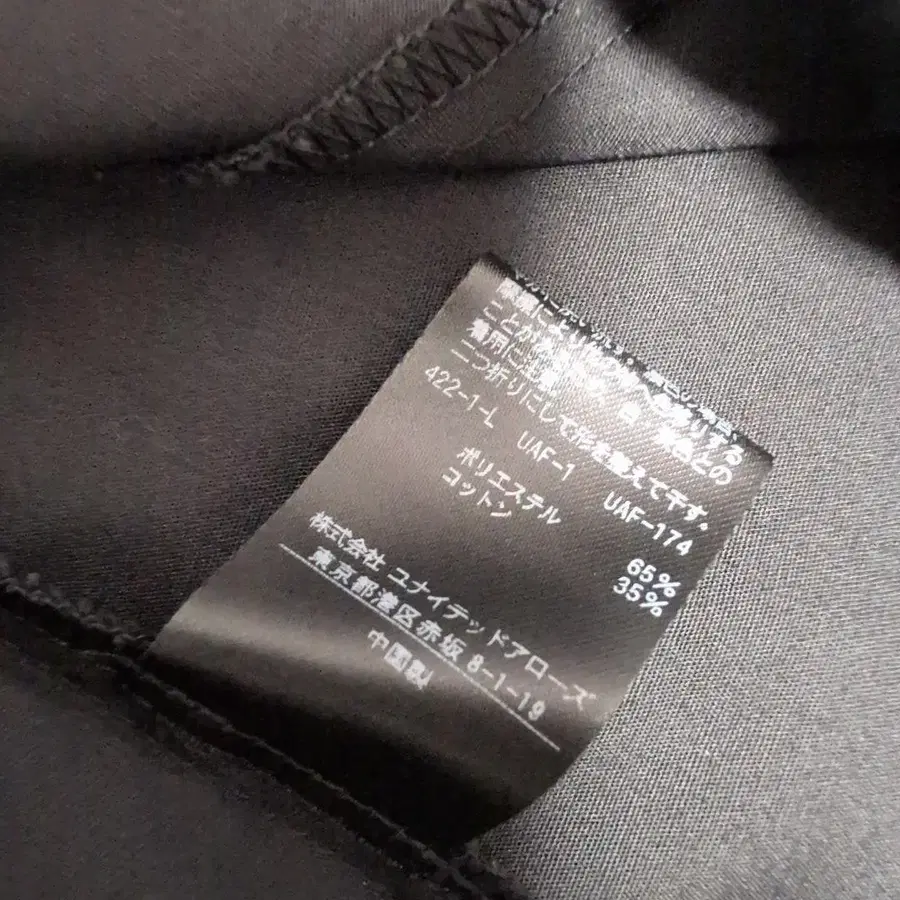 ことが
着用に
二つ折りにして形を整えて干す。
422-1-L UAF-1 UAF-174
ポリエステル 65%
コットン 35%
株式会社 ユナイテッドアローズ
東京都港区赤坂 8-1-19
中国製